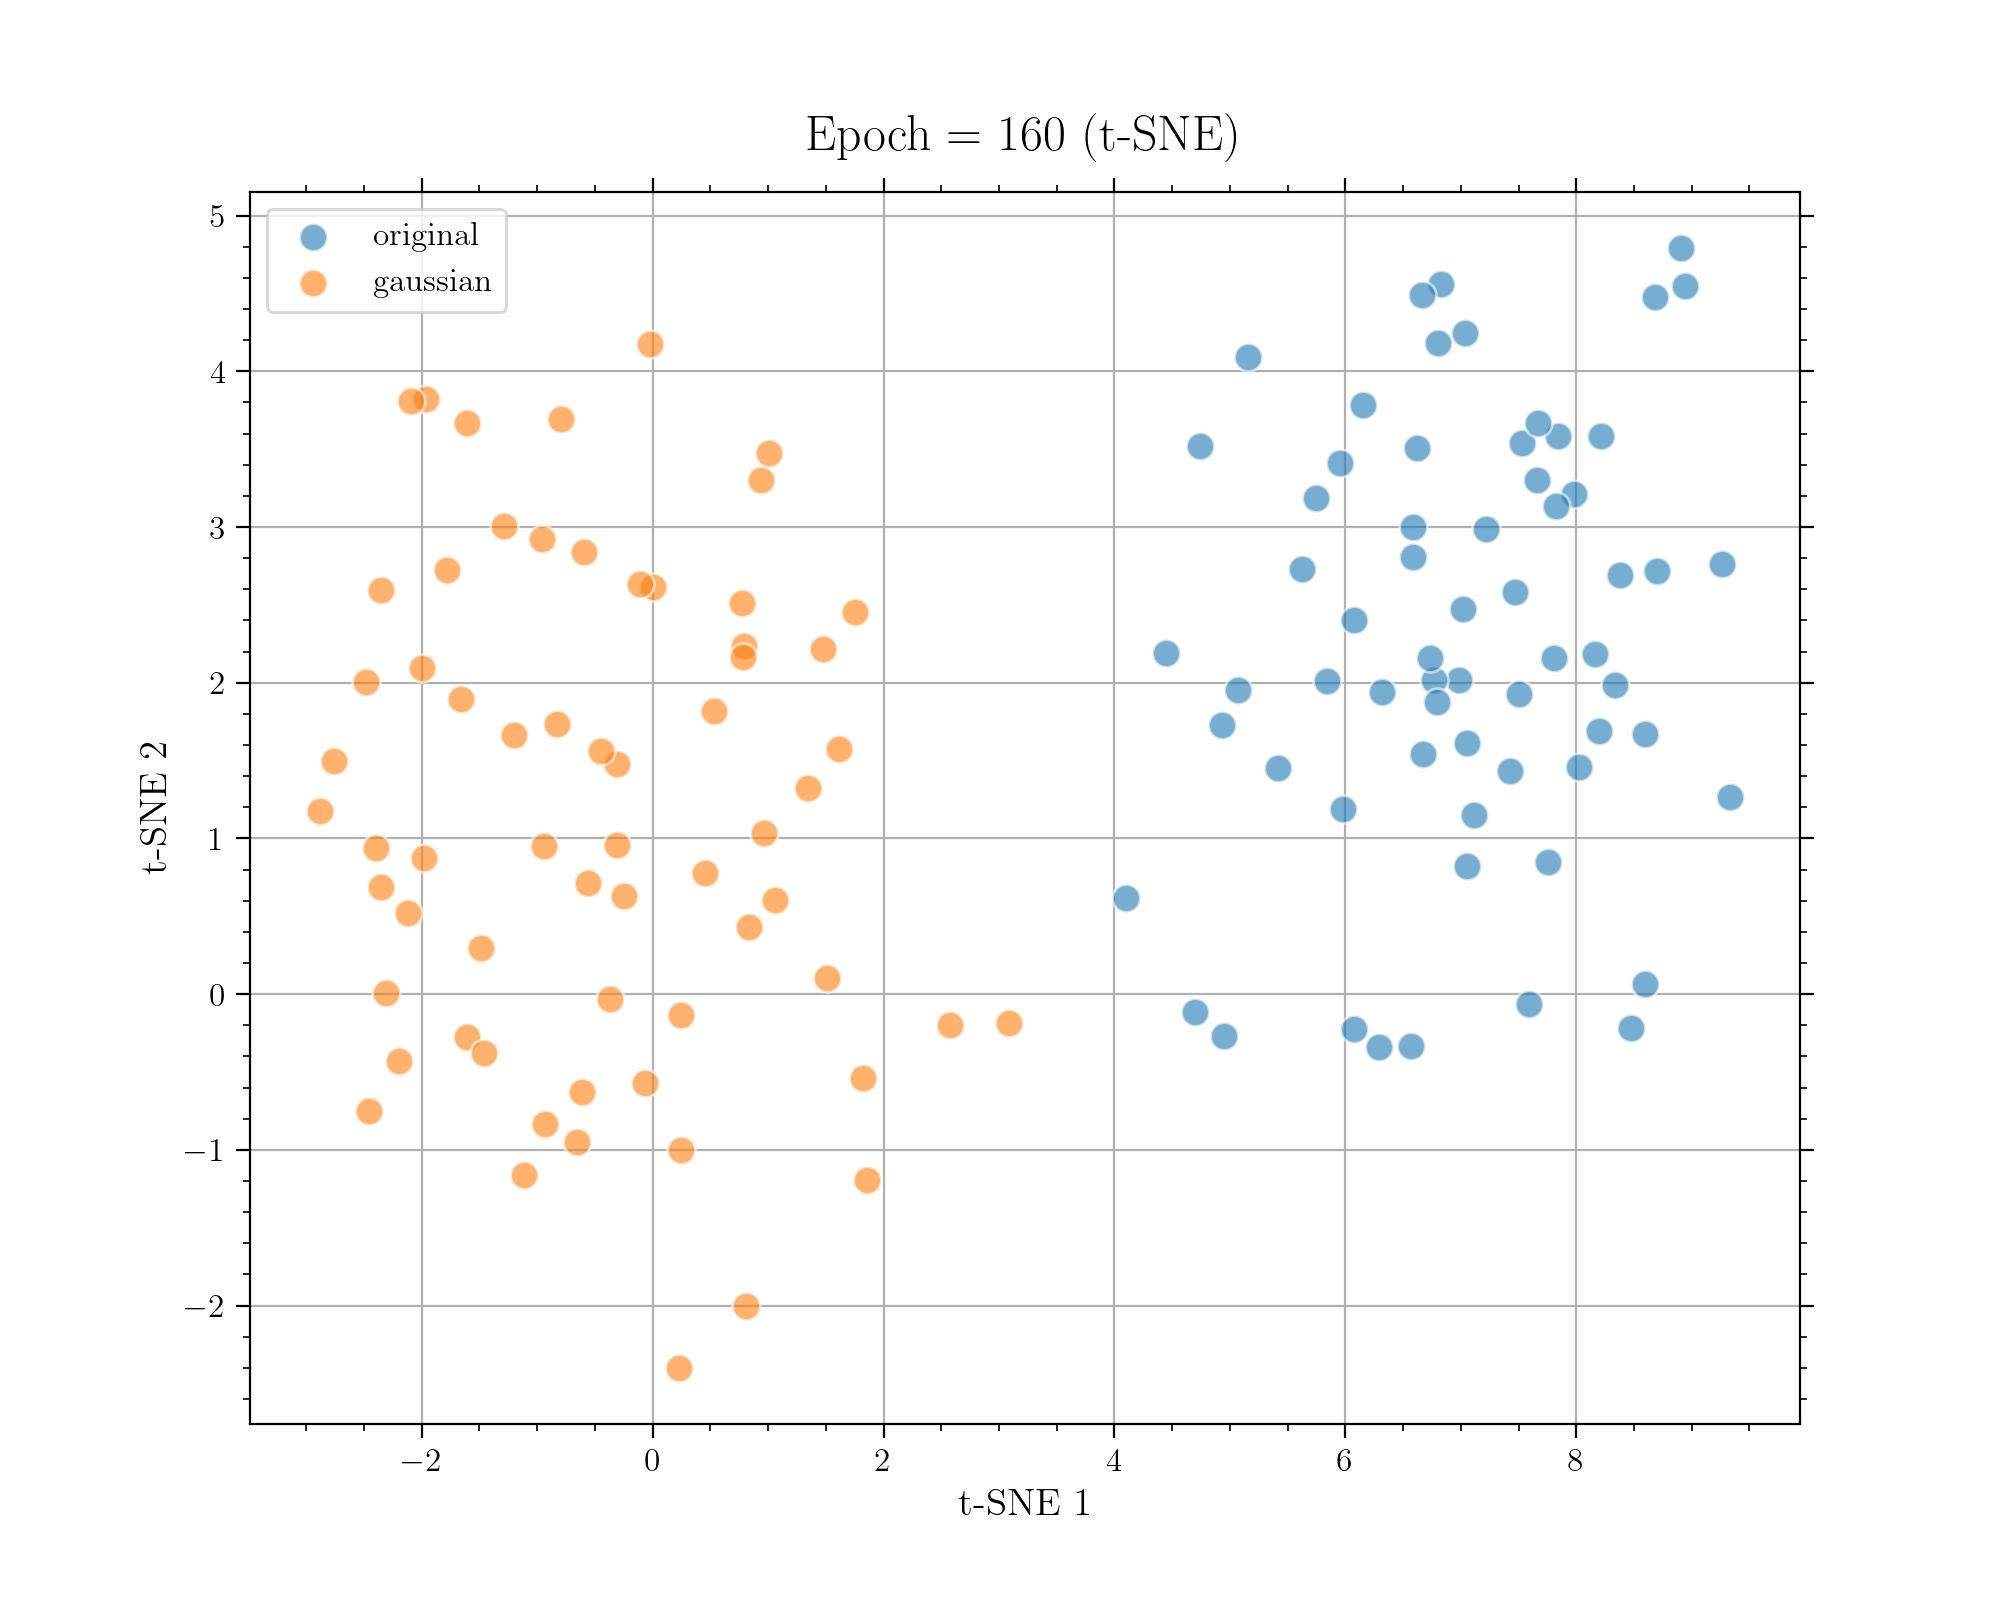 Epoch = 160 (t-SNE)
original
gaussian
5
4
3
2
1
0
−1
−2
t-SNE 2
−2 0 2 4 6 8
t-SNE 1